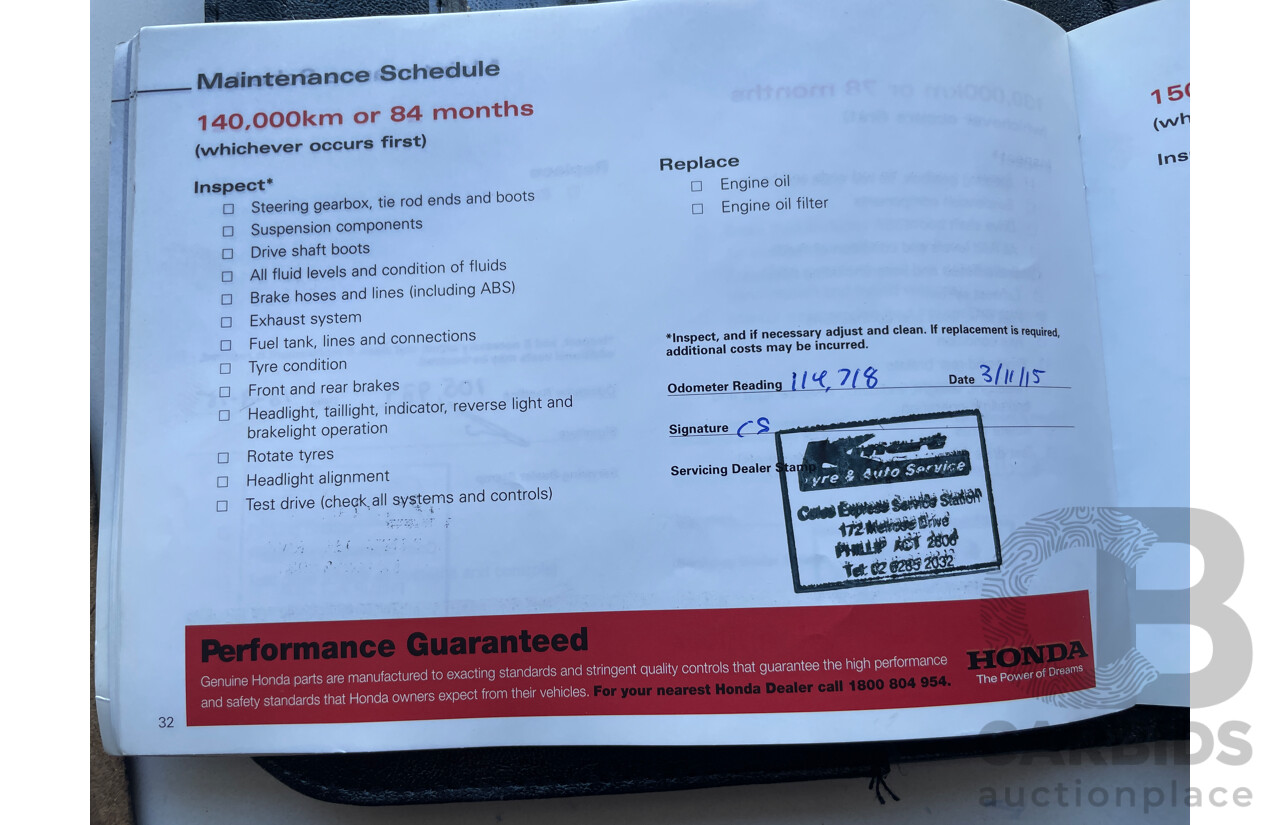 Maintenance Schedule
140,000km or 84 months
(whichever occurs first)
Inspect*
Steering gearbox, tie rod ends and boots
Suspension components
Drive shaft boots
All fluid levels and condition of fluids
Brake hoses and lines (including ABS)
Exhaust system
Fuel tank, lines and connections
Tyre condition
Front and rear brakes
Headlight, taillight, indicator, reverse light and
brakelight operation
Rotate tyres
Headlight alignment
Test drive (check all systems and controls)
Replace
Engine oil
Engine oil filter
*Inspect, and if necessary adjust and clean. If replacement is required,
additional costs may be incurred.
Odometer Reading 114,718 Date 3/11/15
Signature CS
Servicing Dealer Stamp
Tyre & Auto Service
Coles Express Service Station
172 Melrose Drive
PHILLIP ACT 2606
Tel: 02 6285 2032
Performance Guaranteed
Genuine Honda parts are manufactured to exacting standards and stringent quality controls that guarantee the high performance
and safety standards that Honda owners expect from their vehicles. For your nearest Honda Dealer call 1800 804 954.
HONDA
The Power of Dreams
32
150
(wh
Ins
CB
CARBIDS
auctionplace